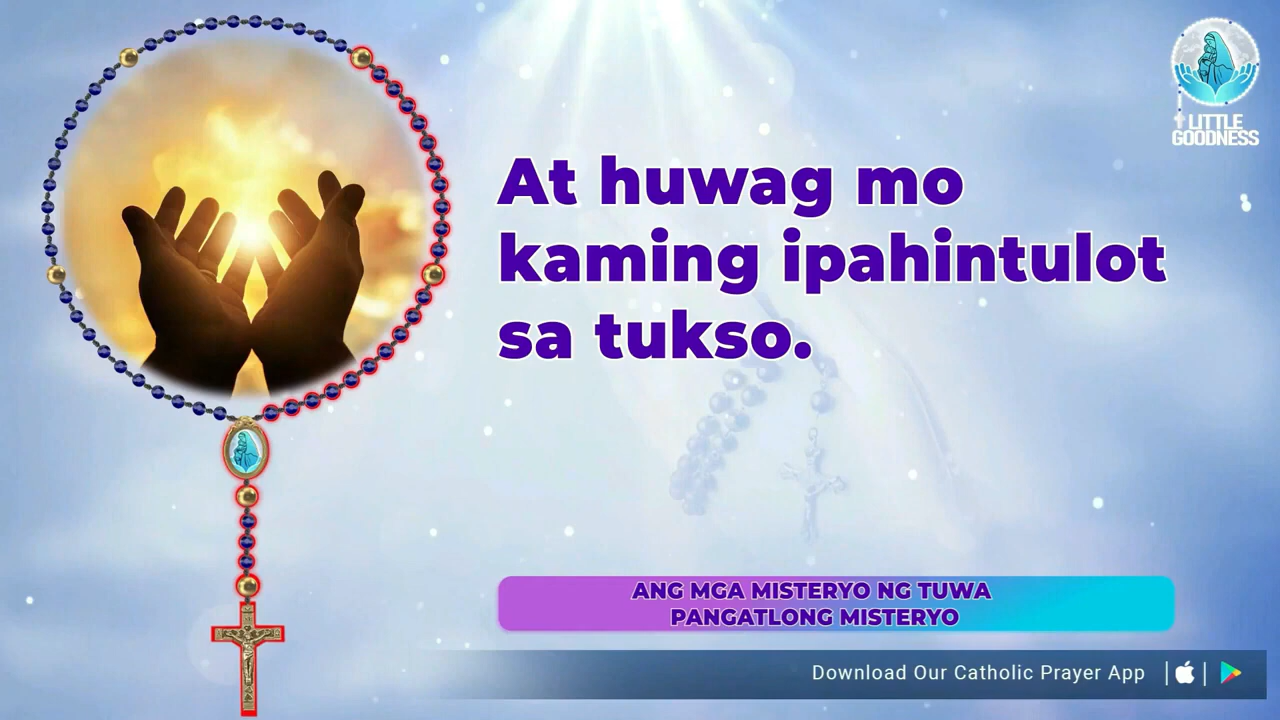 LITTLE
GOODNESS
At huwag mo
kaming ipahintulot
sa tukso.
ANG MGA MISTERYO NG TUWA
PANGATLONG MISTERYO
Download Our Catholic Prayer App